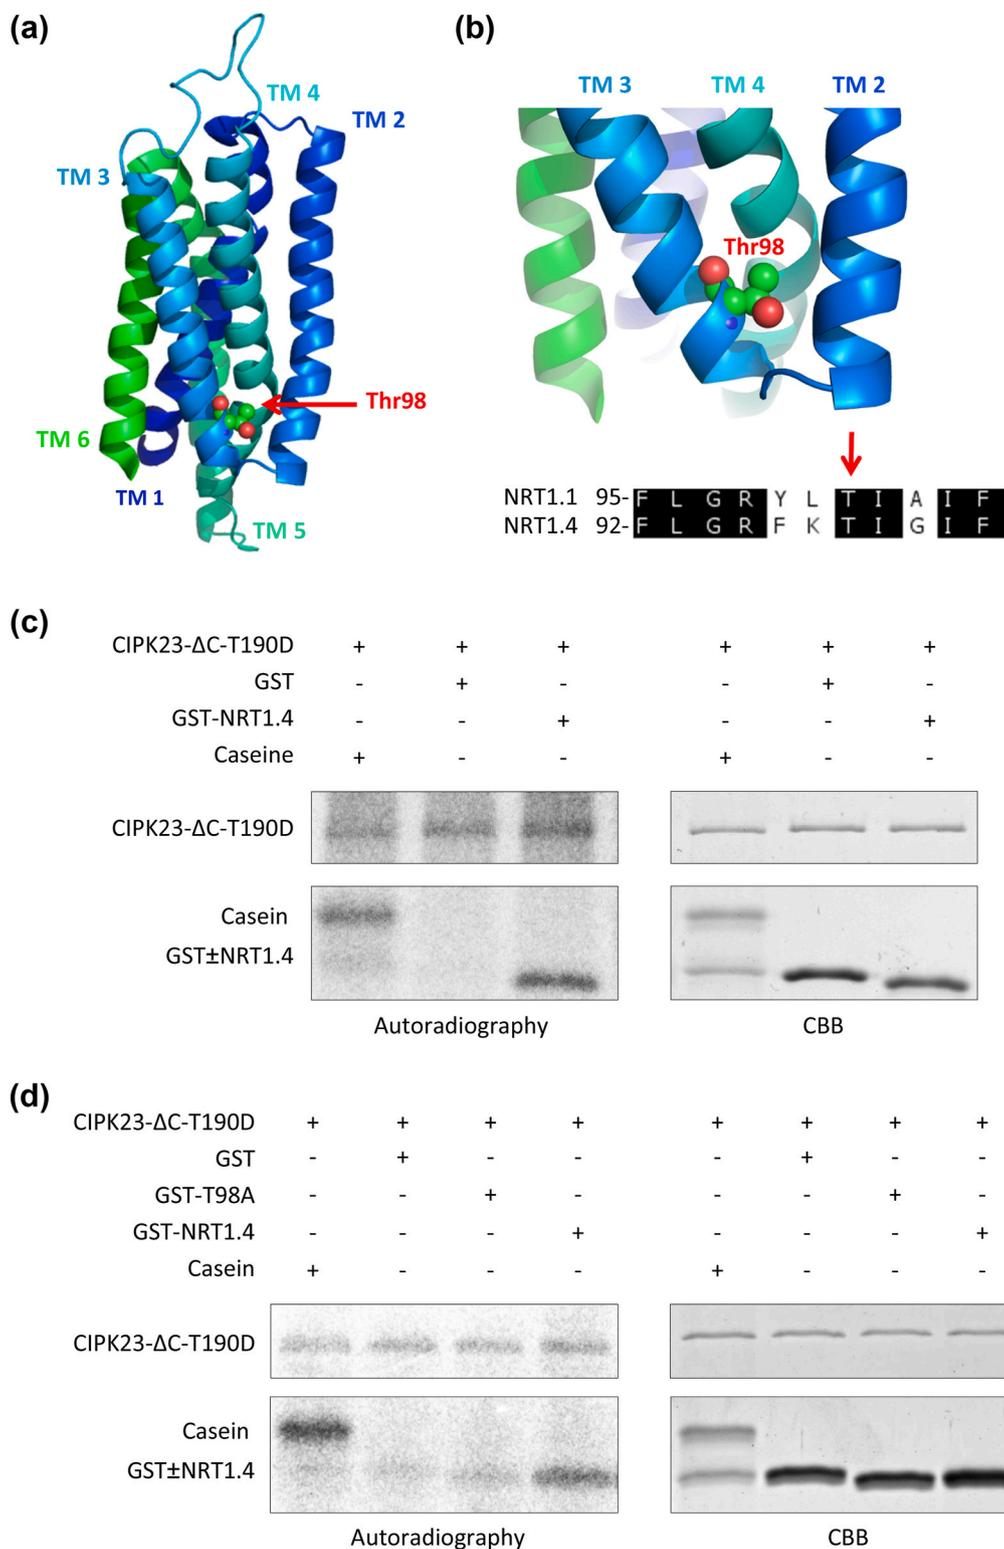 (a)
TM 4
TM 2
TM 3
Thr98
TM 6
TM 1
TM 5
(b)
TM 3 TM 4 TM 2
Thr98
NRT1.1 95- F L G R Y L T I A I F
NRT1.4 92- F L G R F K T I G I F
(c)
CIPK23-ΔC-T190D + + + + + +
GST - + - - + -
GST-NRT1.4 - - + - - +
Caseine + - - + - -
CIPK23-ΔC-T190D
Casein
GST±NRT1.4
Autoradiography CBB
(d)
CIPK23-ΔC-T190D + + + + + + + +
GST - + - - - + - -
GST-T98A - - + - - - + -
GST-NRT1.4 - - - + - - - +
Casein + - - - + - - -
CIPK23-ΔC-T190D
Casein
GST±NRT1.4
Autoradiography CBB